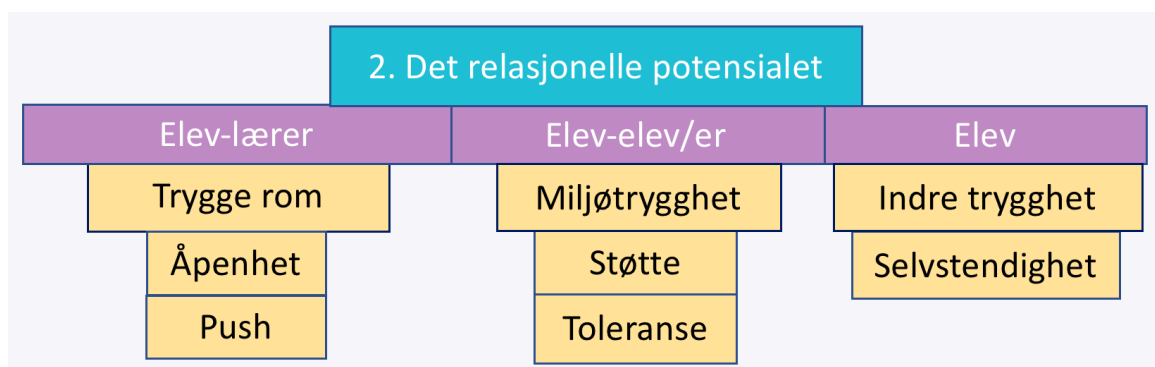 2. Det relasjonelle potensialet
Elev-lærer
Elev-elev/er
Elev
Trygge rom
Miljøtrygghet
Indre trygghet
Åpenhet
Støtte
Selvstendighet
Push
Toleranse